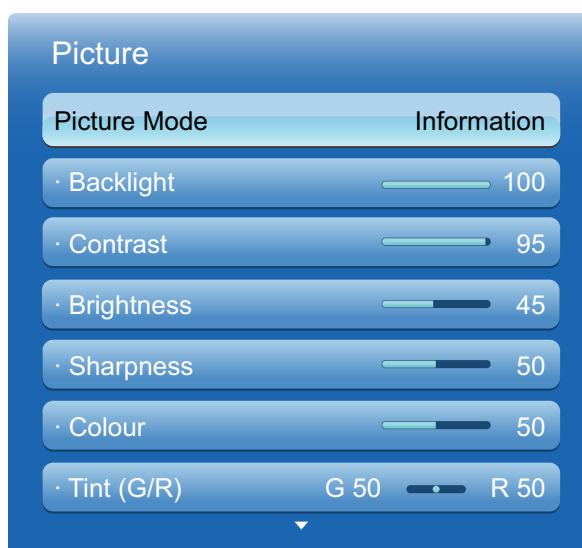 Picture
Picture Mode Information
· Backlight 100
· Contrast 95
· Brightness 45
· Sharpness 50
· Colour 50
· Tint (G/R) G 50 R 50